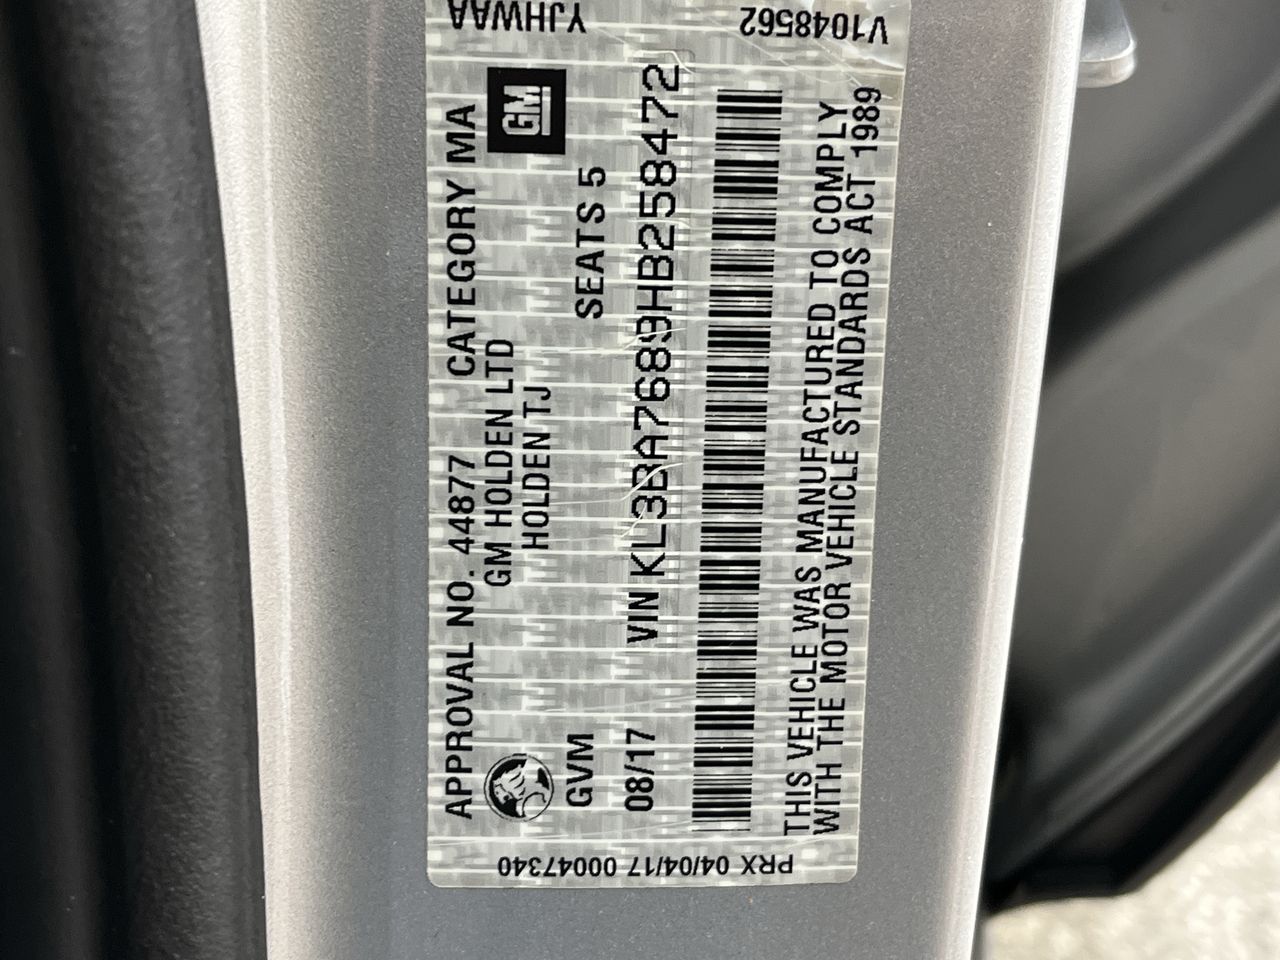 YJHWAA V1048562
APPROVAL NO. 44877 CATEGORY MA
GM HOLDEN LTD
GM
HOLDEN TJ
GVM SEATS 5
08/17 VIN KL3BA7689HB258472
THIS VEHICLE WAS MANUFACTURED TO COMPLY
WITH THE MOTOR VEHICLE STANDARDS ACT 1989
PRX 04/04/17 00047340